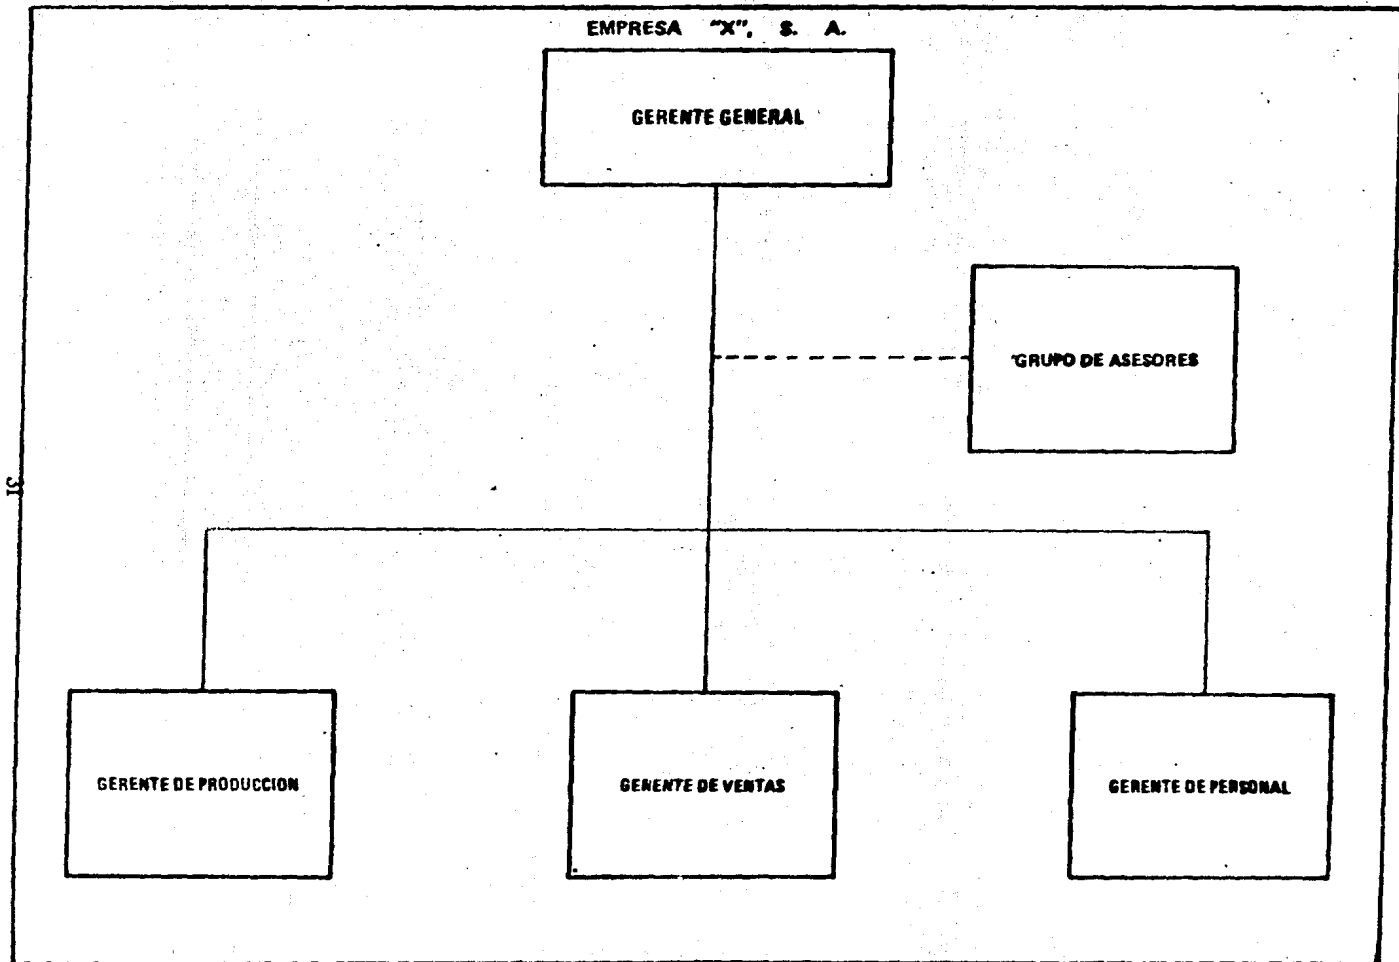 EMPRESA "X", S. A.
GERENTE GENERAL
GRUPO DE ASESORES
31
GERENTE DE PRODUCCION
GERENTE DE VENTAS
GERENTE DE PERSONAL